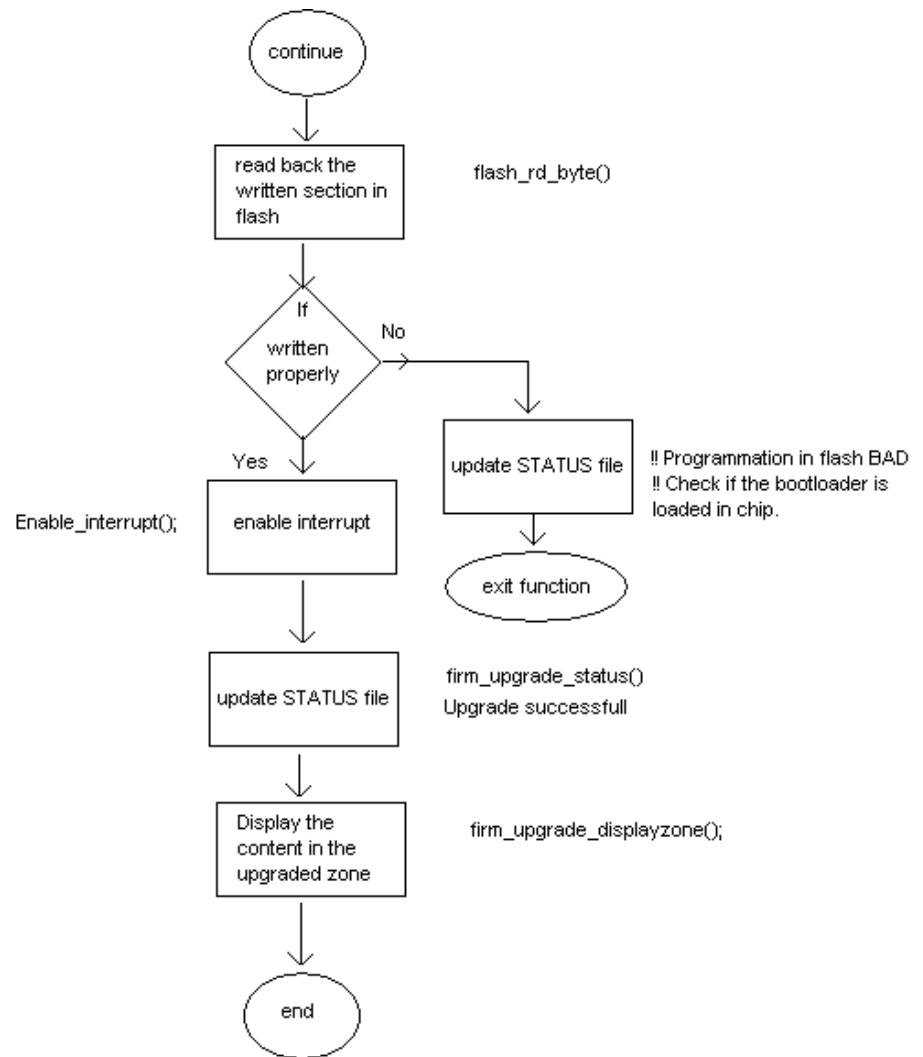 continue
read back the
written section in
flash
flash_rd_byte()
If
written
properly
No
Yes
update STATUS file
!! Programmation in flash BAD
!! Check if the bootloader is
loaded in chip.
Enable_interrupt();
enable interrupt
exit function
update STATUS file
firm_upgrade_status()
Upgrade successfull
Display the
content in the
upgraded zone
firm_upgrade_displayzone();
end